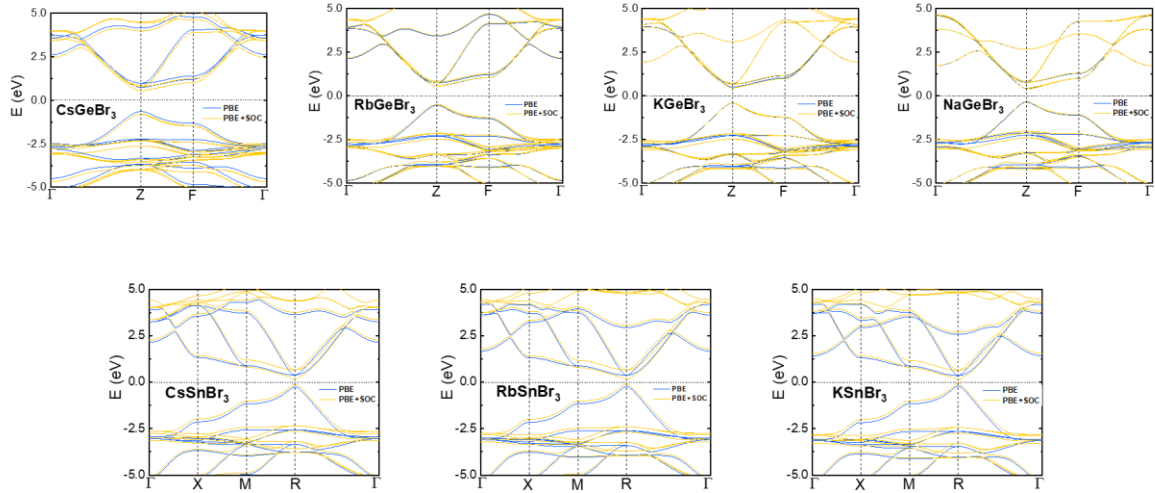 5.0
2.5
0.0
-2.5
-5.0
E (eV)
CsGeBr3
PBE
PBE+SOC
Γ Z F Γ
5.0
2.5
0.0
-2.5
-5.0
E (eV)
RbGeBr3
PBE
PBE+SOC
Γ Z F Γ
5.0
2.5
0.0
-2.5
-5.0
E (eV)
KGeBr3
PBE
PBE+SOC
Γ Z F Γ
5.0
2.5
0.0
-2.5
-5.0
E (eV)
NaGeBr3
PBE
PBE+SOC
Γ Z F Γ
5.0
2.5
0.0
-2.5
-5.0
E (eV)
CsSnBr3
PBE
PBE+SOC
Γ X M R Γ
5.0
2.5
0.0
-2.5
-5.0
E (eV)
RbSnBr3
PBE
PBE+SOC
Γ X M R Γ
5.0
2.5
0.0
-2.5
-5.0
E (eV)
KSnBr3
PBE
PBE+SOC
Γ X M R Γ